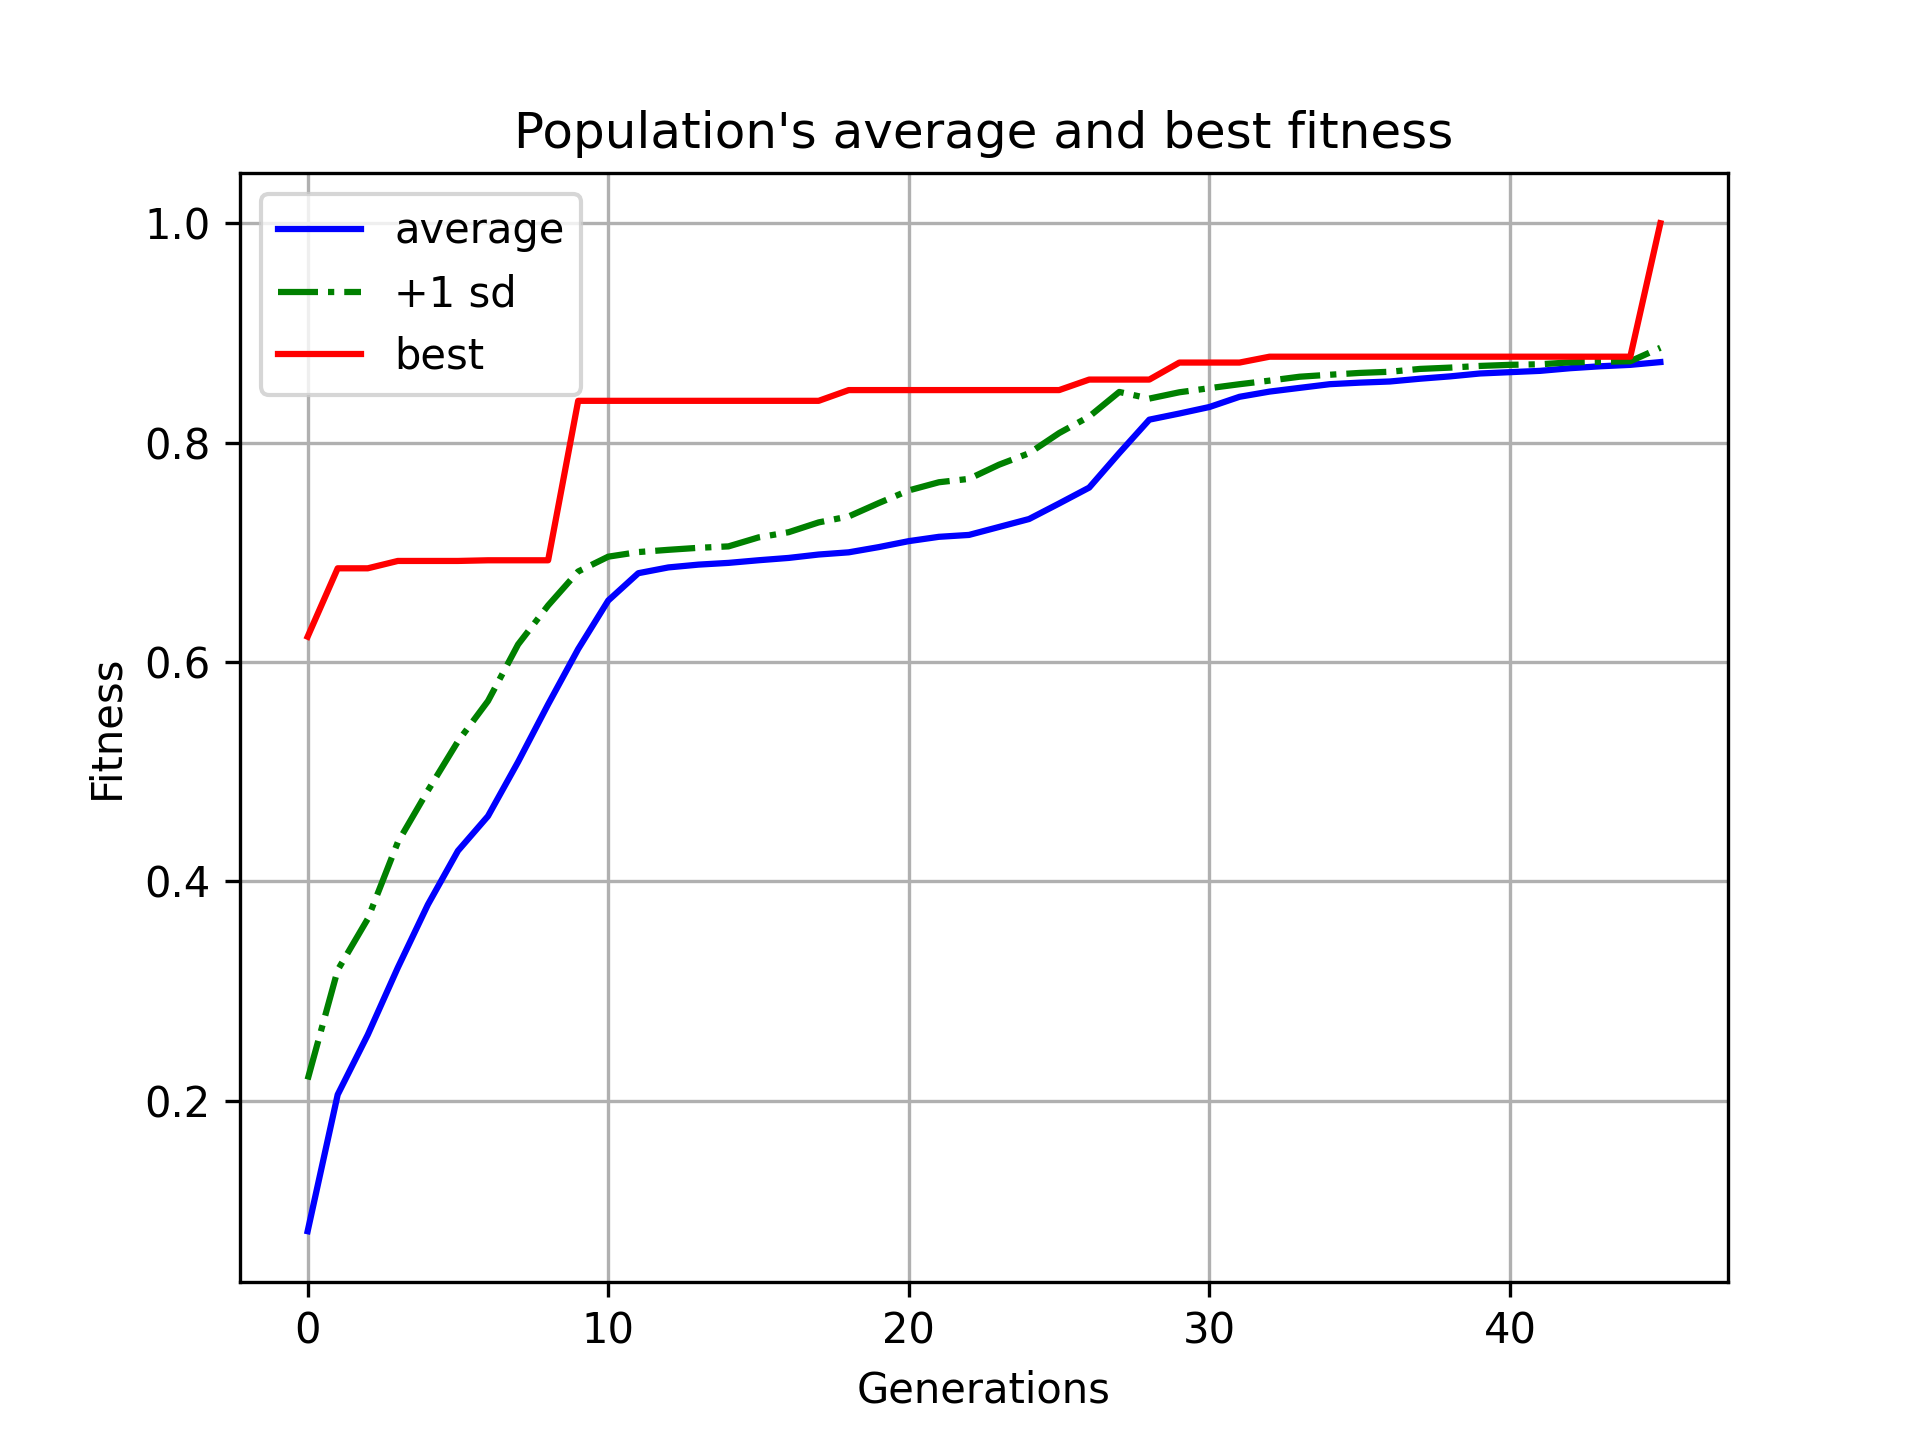 Population's average and best fitness
average
+1 sd
best
1.0
0.8
0.6
0.4
0.2
Fitness
0 10 20 30 40
Generations